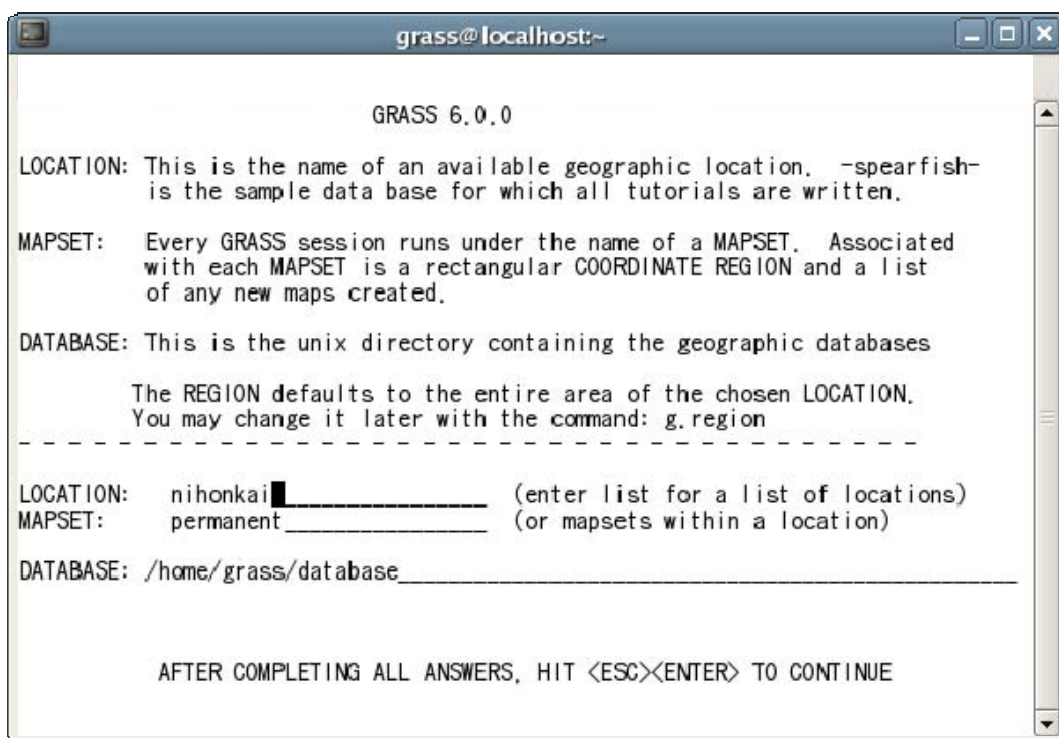 grass@localhost:~
GRASS 6.0.0
LOCATION: This is the name of an available geographic location. -spearfish-
is the sample data base for which all tutorials are written.
MAPSET: Every GRASS session runs under the name of a MAPSET. Associated
with each MAPSET is a rectangular COORDINATE REGION and a list
of any new maps created.
DATABASE: This is the unix directory containing the geographic databases
The REGION defaults to the entire area of the chosen LOCATION.
You may change it later with the command: g.region
- - - - - - - - - - - - - - - - - - - - - - - - - - - - - - - - - - - - -
LOCATION: nihonkai_________________ (enter list for a list of locations)
MAPSET: permanent________________ (or mapsets within a location)
DATABASE: /home/grass/database__________________________________________________
AFTER COMPLETING ALL ANSWERS, HIT <ESC><ENTER> TO CONTINUE